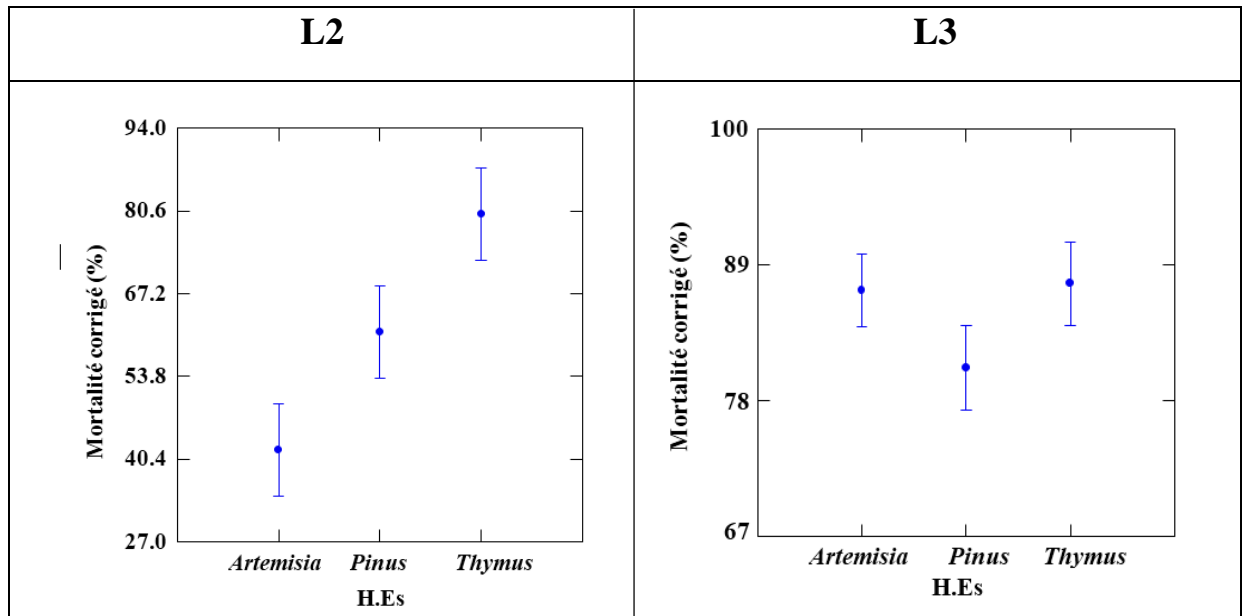 L2
L3
94.0
80.6
67.2
53.8
40.4
27.0
Mortalité corrigé (%)
Artemisia Pinus Thymus
H.Es
100
89
78
67
Mortalité corrigé (%)
Artemisia Pinus Thymus
H.Es